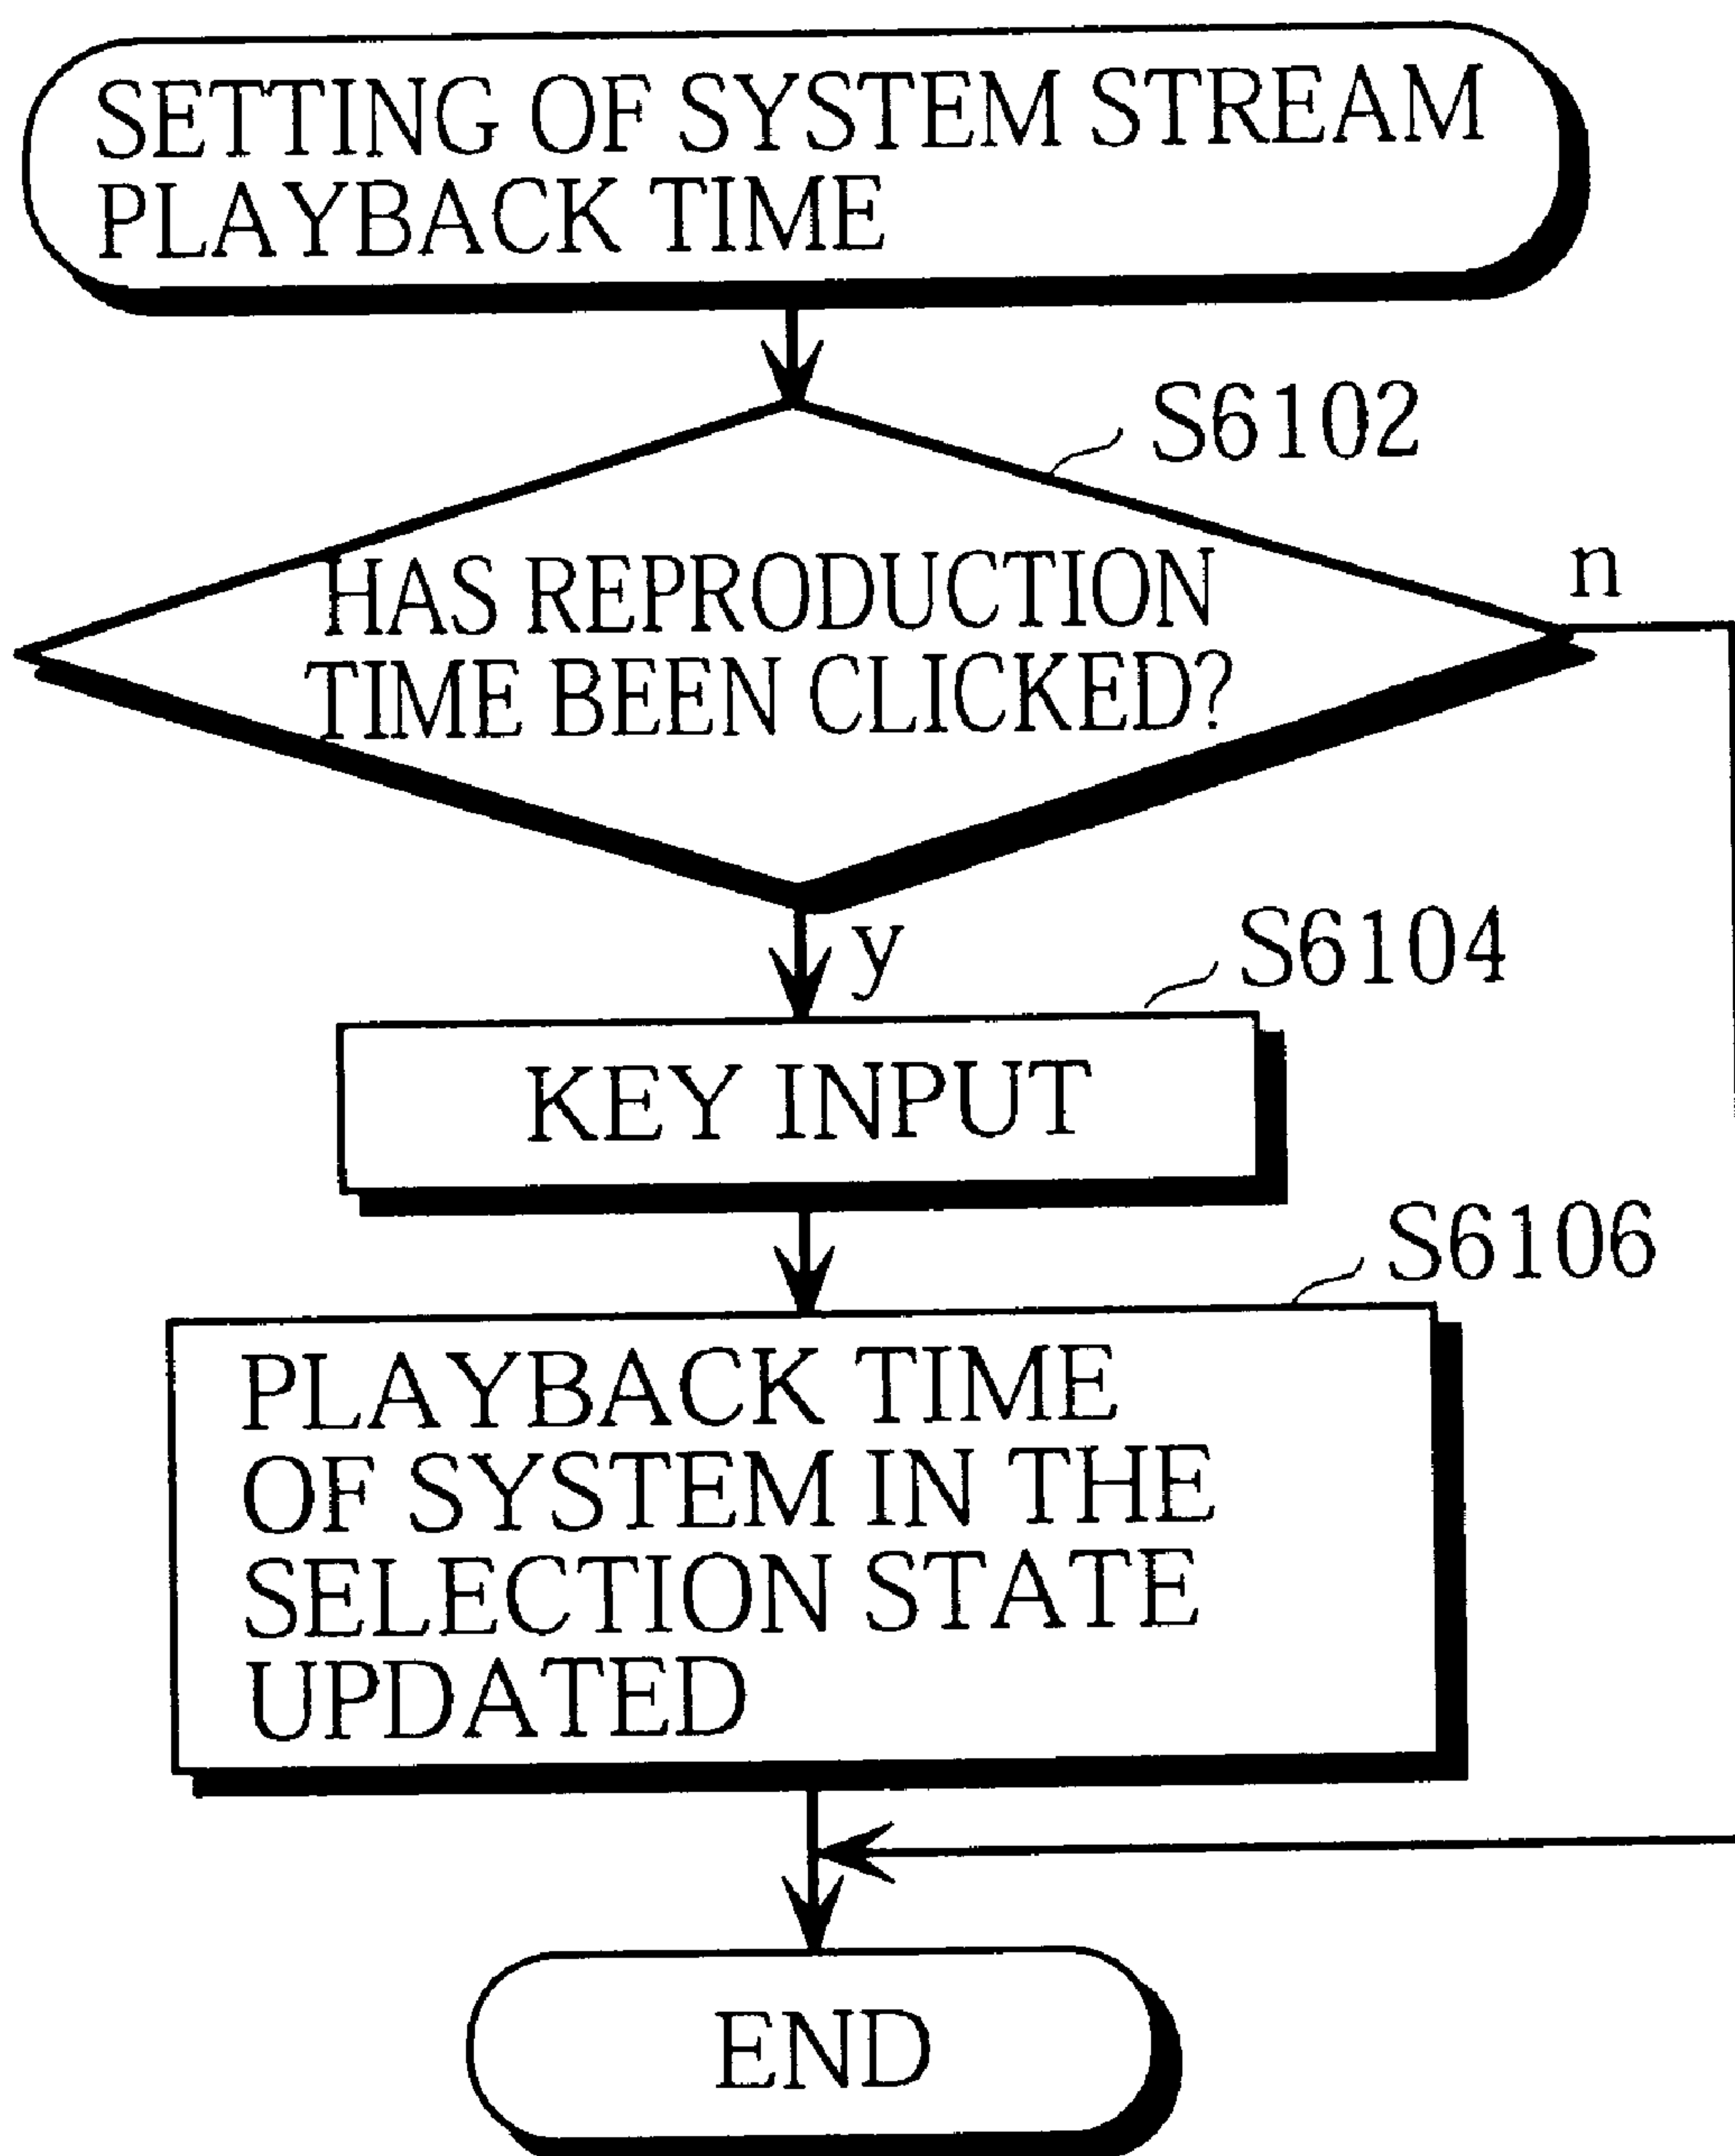 SETTING OF SYSTEM STREAM
PLAYBACK TIME
S6102
HAS REPRODUCTION
TIME BEEN CLICKED?
n
y
S6104
KEY INPUT
S6106
PLAYBACK TIME
OF SYSTEM IN THE
SELECTION STATE
UPDATED
END